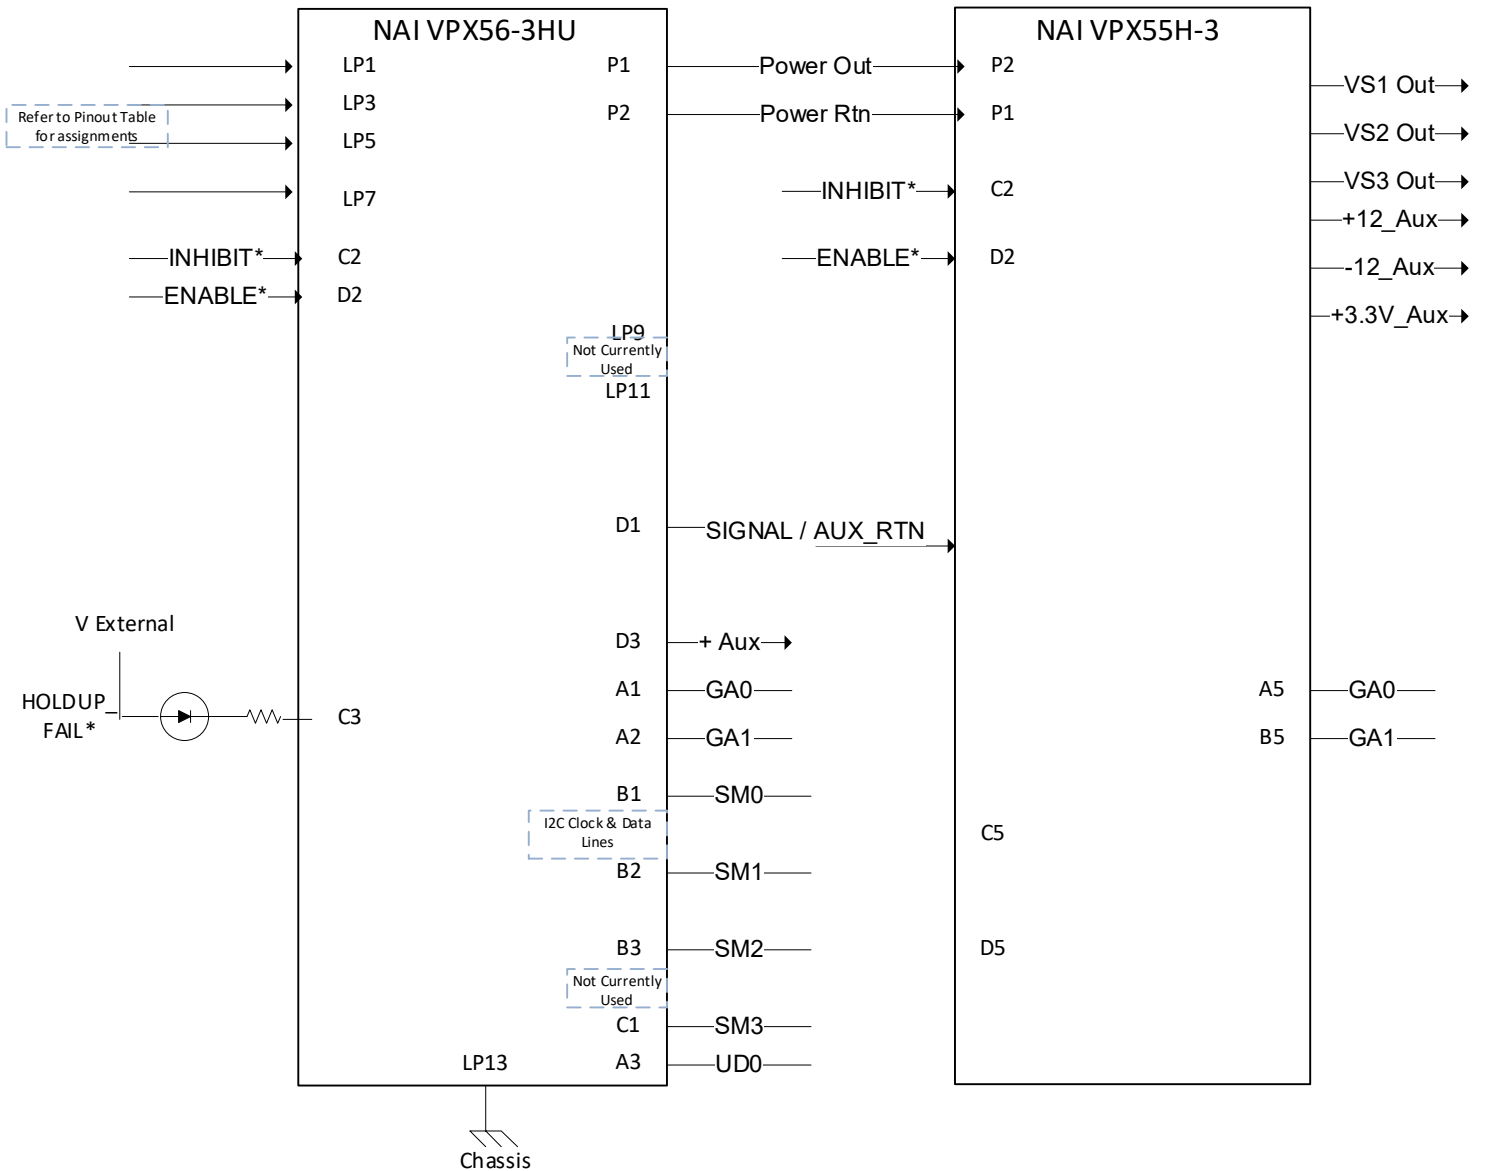 NAI VPX56-3HU
NAI VPX55H-3
LP1
P1
Power Out
P2
VS1 Out
Refer to Pinout Table
for assignments
LP3
P2
Power Rtn
P1
VS2 Out
LP5
VS3 Out
LP7
INHIBIT*
C2
+12_Aux
INHIBIT*
C2
ENABLE*
D2
-12_Aux
ENABLE*
D2
+3.3V_Aux
LP9
Not Currently
Used
LP11
D1
SIGNAL / AUX_RTN
V External
D3
+ Aux
A1
GA0
A5
GA0
HOLDUP_
FAIL*
C3
A2
GA1
B5
GA1
B1
SM0
I2C Clock & Data
Lines
C5
B2
SM1
B3
SM2
D5
Not Currently
Used
C1
SM3
LP13
A3
UD0
Chassis